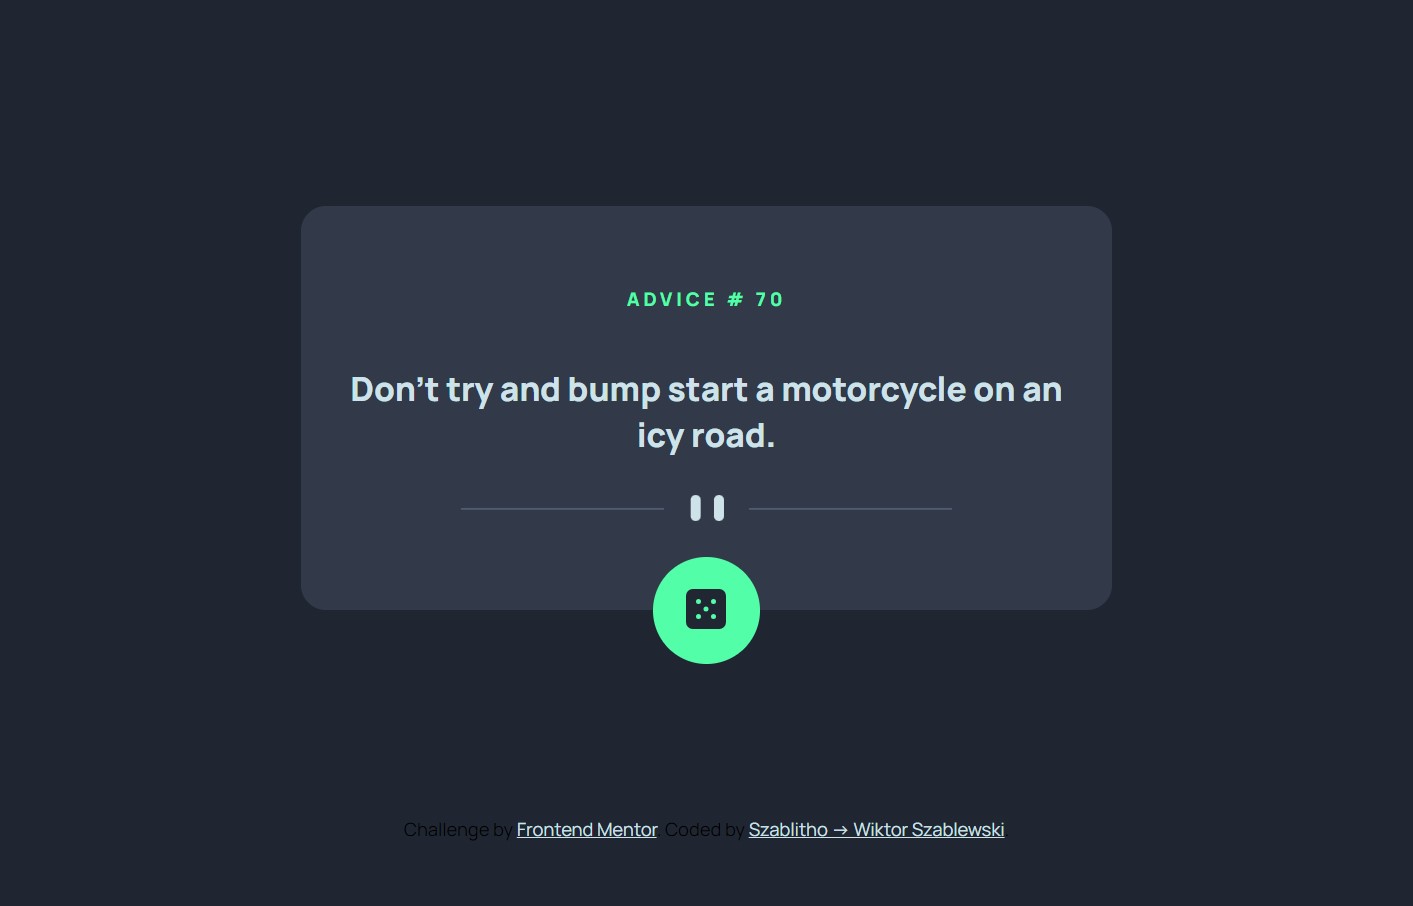 ADVICE # 70
Don’t try and bump start a motorcycle on an
icy road.
Challenge by Frontend Mentor. Coded by Szablitho -> Wiktor Szablewski.